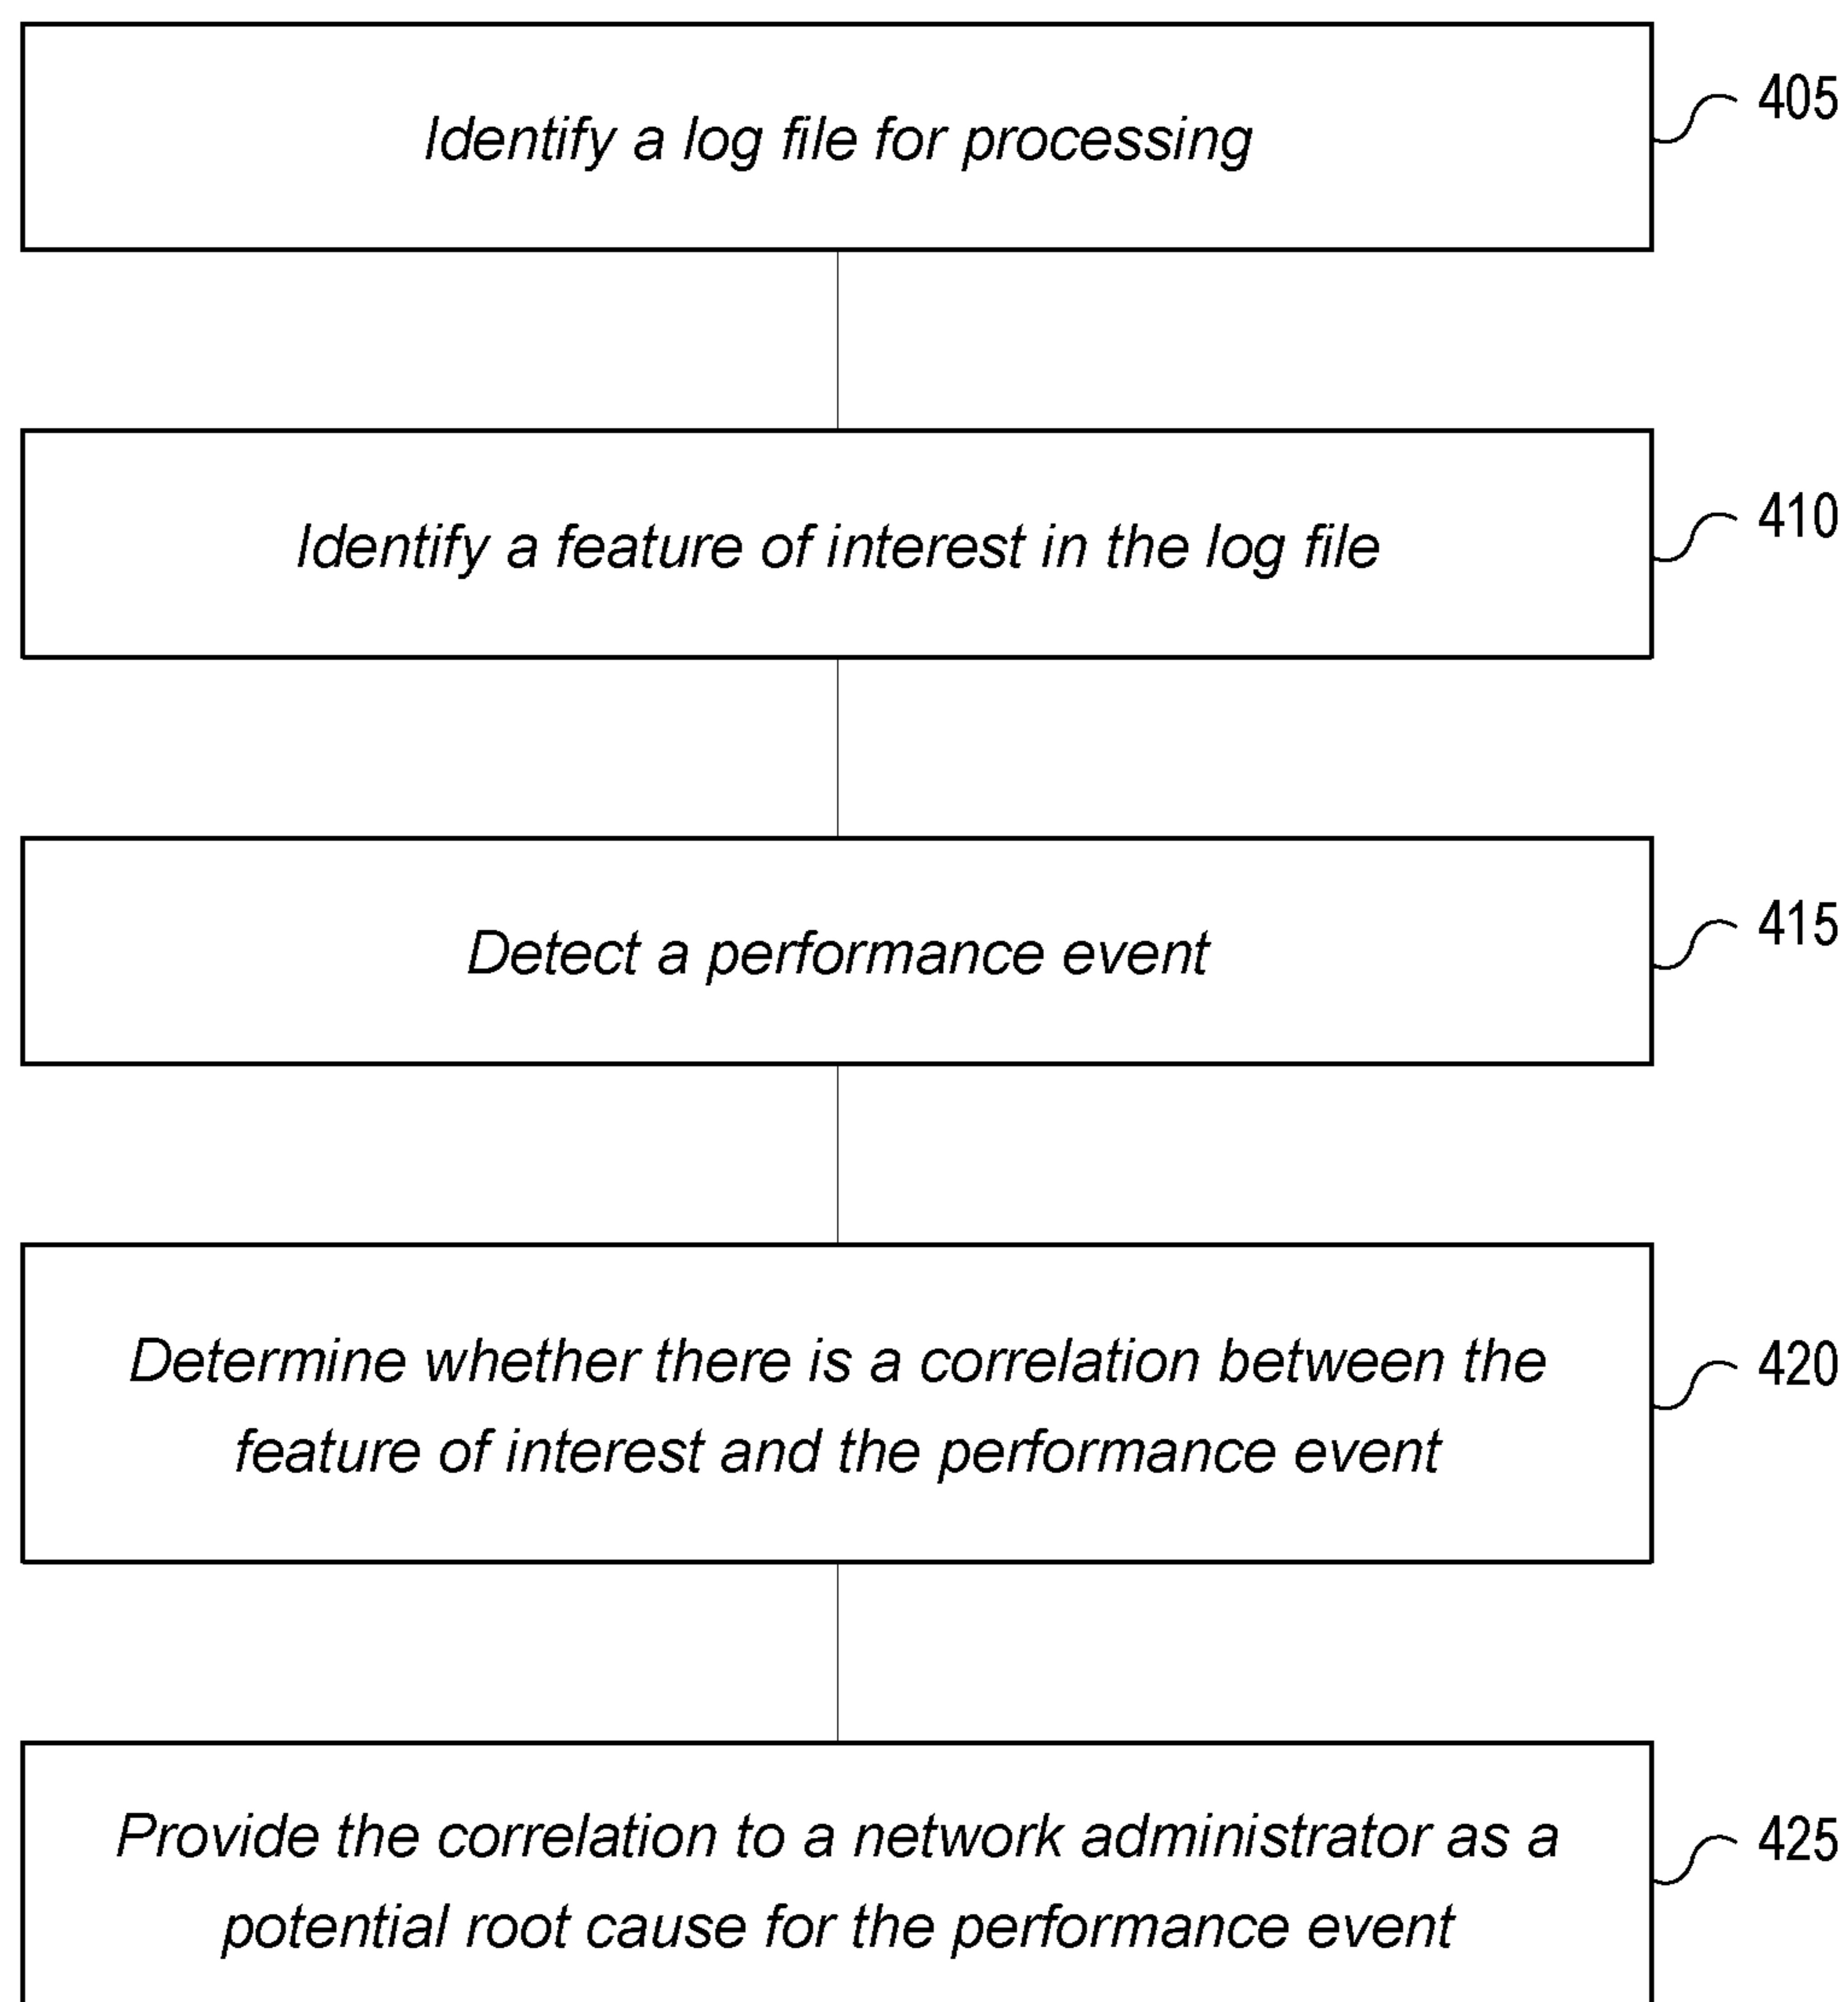 Identify a log file for processing
405
Identify a feature of interest in the log file
410
Detect a performance event
415
Determine whether there is a correlation between the
feature of interest and the performance event
420
Provide the correlation to a network administrator as a
potential root cause for the performance event
425